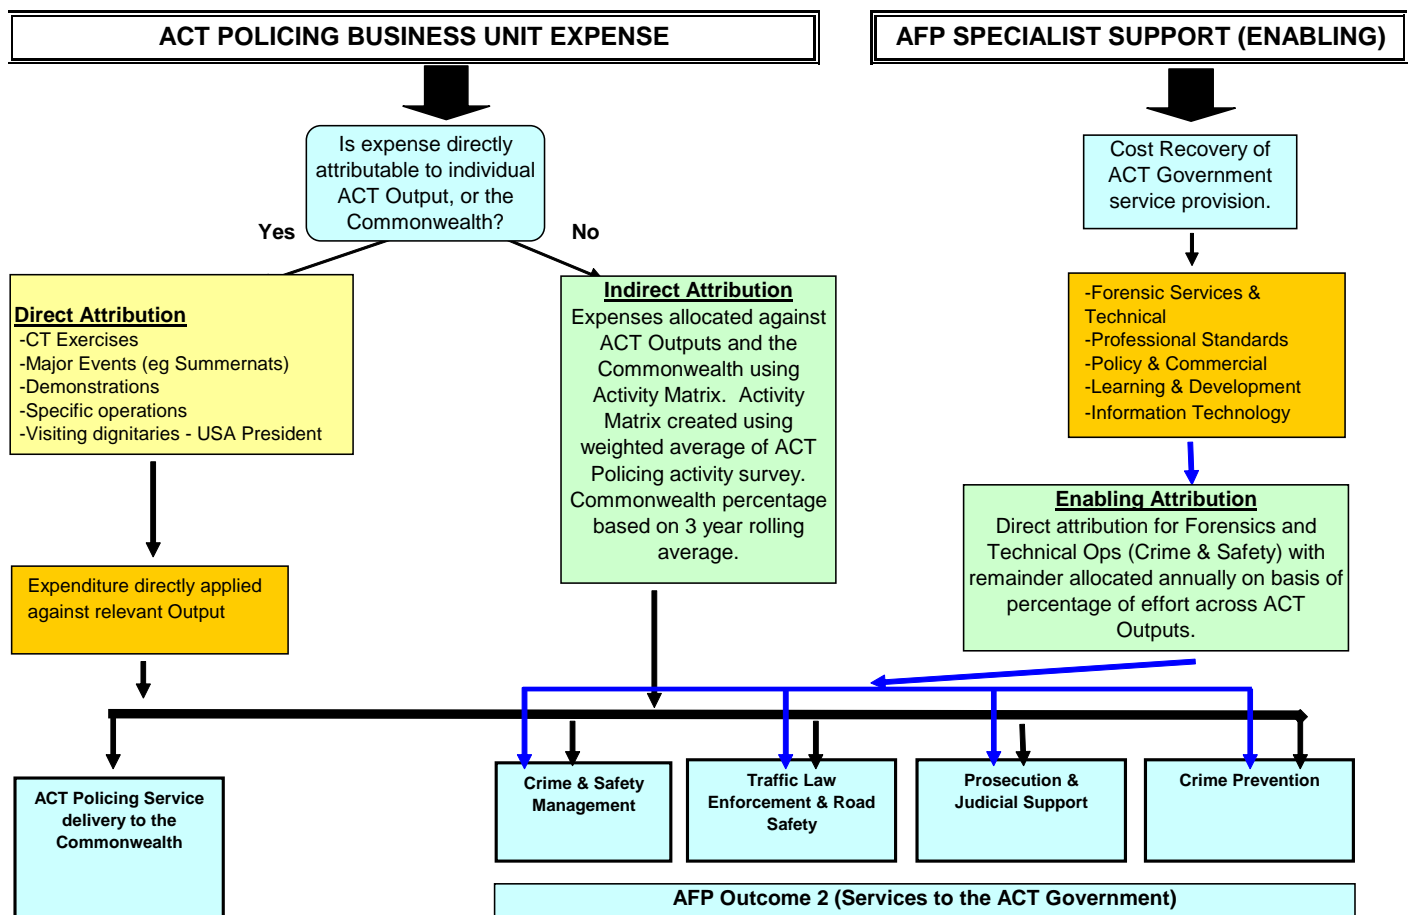 ACT POLICING BUSINESS UNIT EXPENSE
AFP SPECIALIST SUPPORT (ENABLING)
Is expense directly
attributable to individual
ACT Output, or the
Commonwealth?
Yes
No
Cost Recovery of
ACT Government
service provision.
Direct Attribution
-CT Exercises
-Major Events (eg Summernats)
-Demonstrations
-Specific operations
-Visiting dignitaries - USA President
Indirect Attribution
Expenses allocated against
ACT Outputs and the
Commonwealth using
Activity Matrix.  Activity
Matrix created using
weighted average of ACT
Policing activity survey.
Commonwealth percentage
based on 3 year rolling
average.
-Forensic Services &
Technical
-Professional Standards
-Policy & Commercial
-Learning & Development
-Information Technology
Enabling Attribution
Direct attribution for Forensics and
Technical Ops (Crime & Safety) with
remainder allocated annually on basis of
percentage of effort across ACT
Outputs.
Expenditure directly applied
against relevant Output
ACT Policing Service
delivery to the
Commonwealth
Crime & Safety
Management
Traffic Law
Enforcement & Road
Safety
Prosecution &
Judicial Support
Crime Prevention
AFP Outcome 2 (Services to the ACT Government)